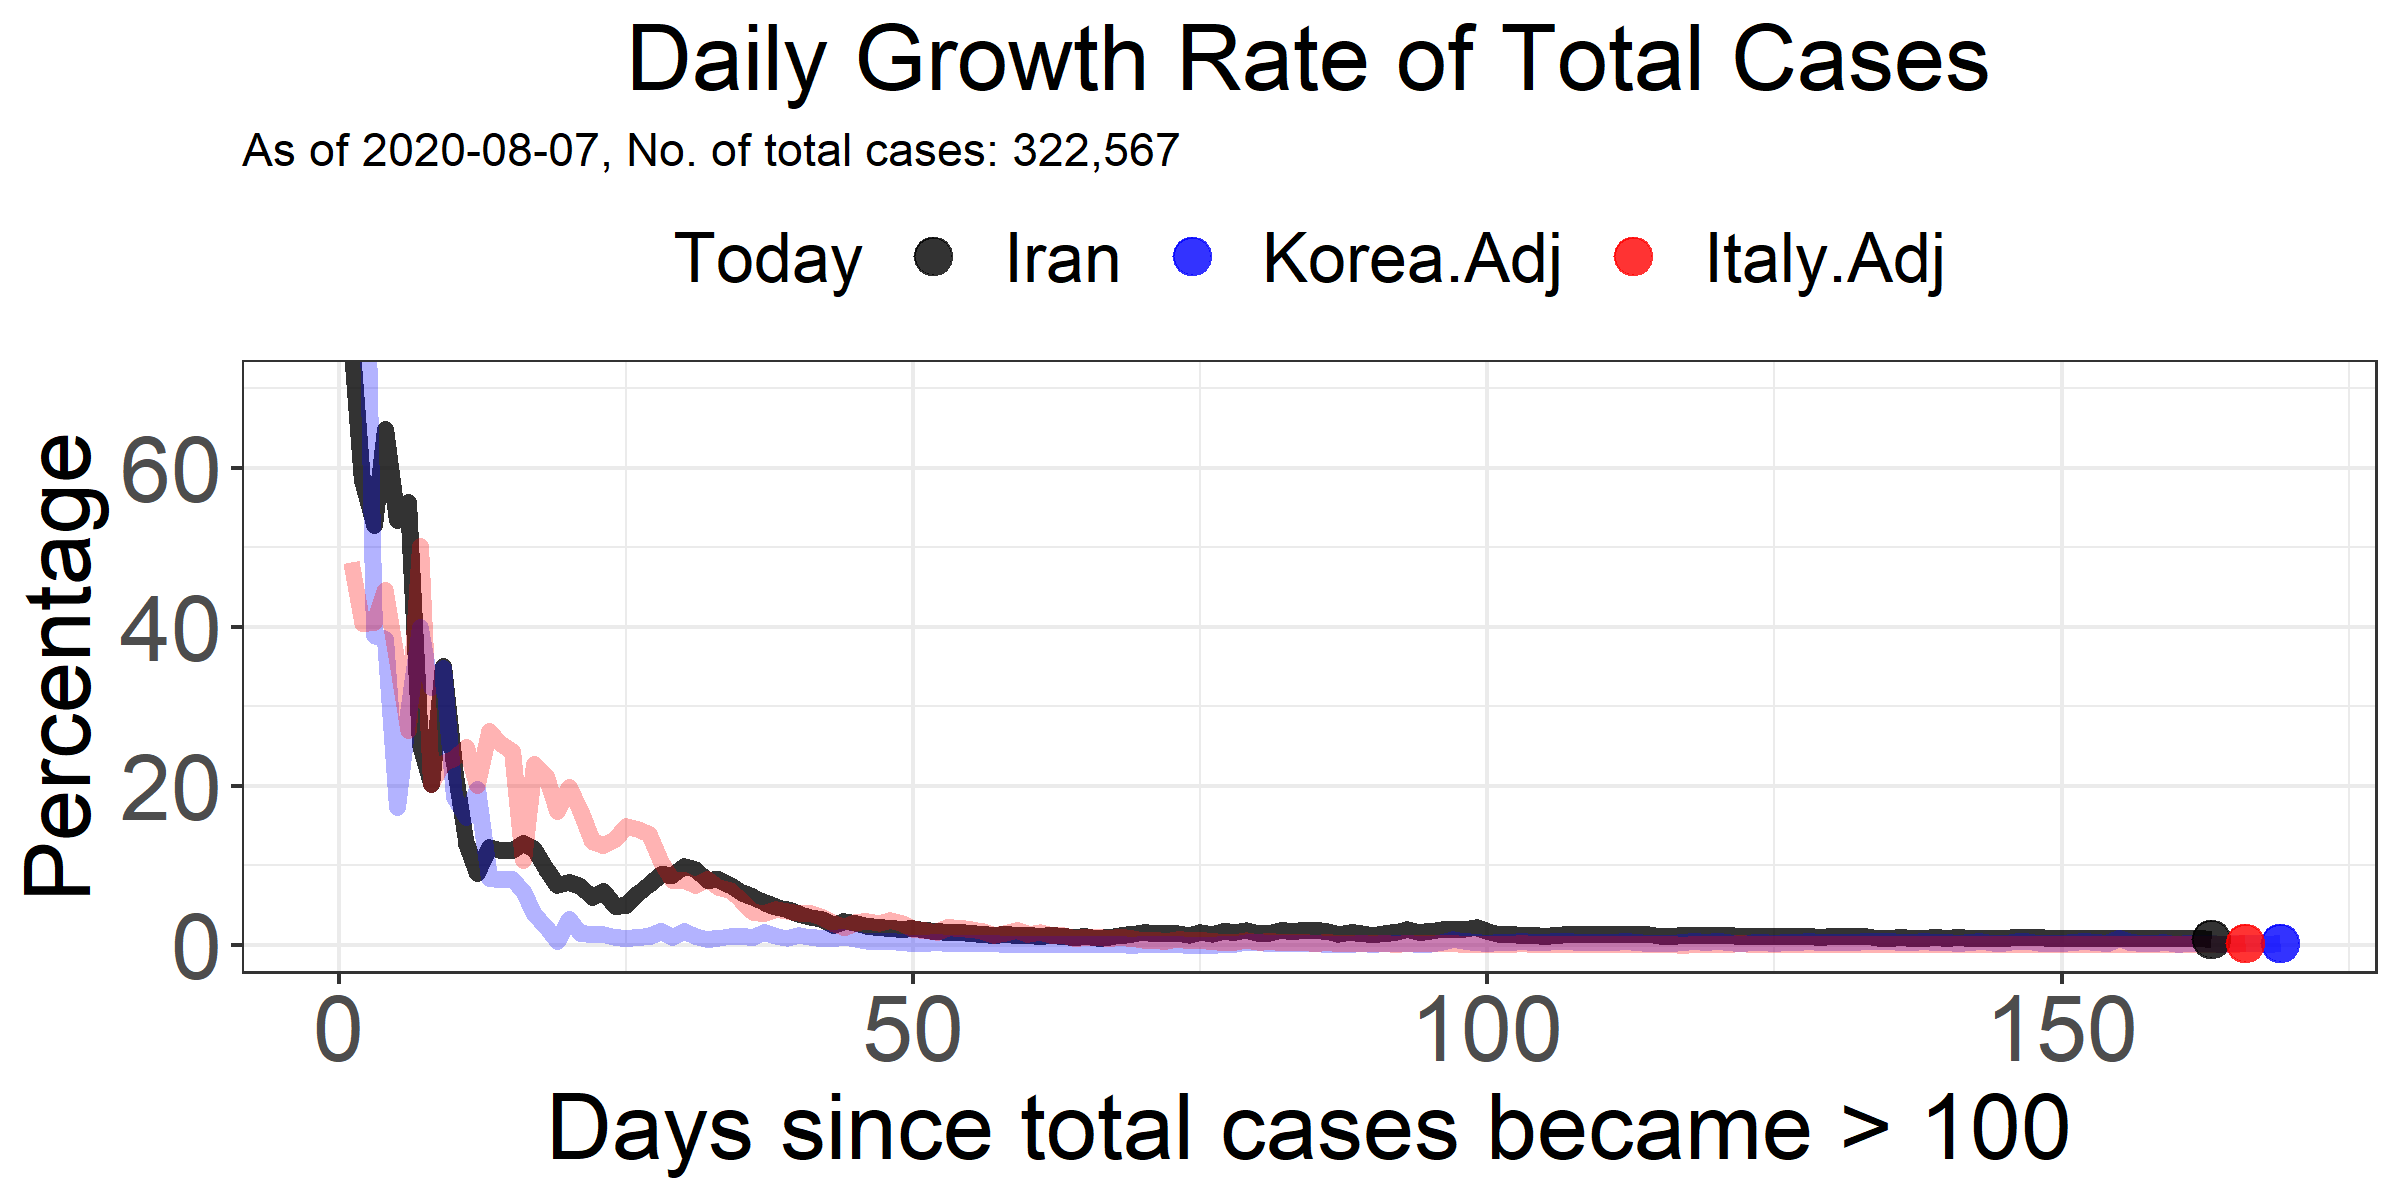 Daily Growth Rate of Total Cases
As of 2020-08-07, No. of total cases: 322,567
Today Iran Korea.Adj Italy.Adj
Percentage
60
40
20
0
0 50 100 150
Days since total cases became > 100